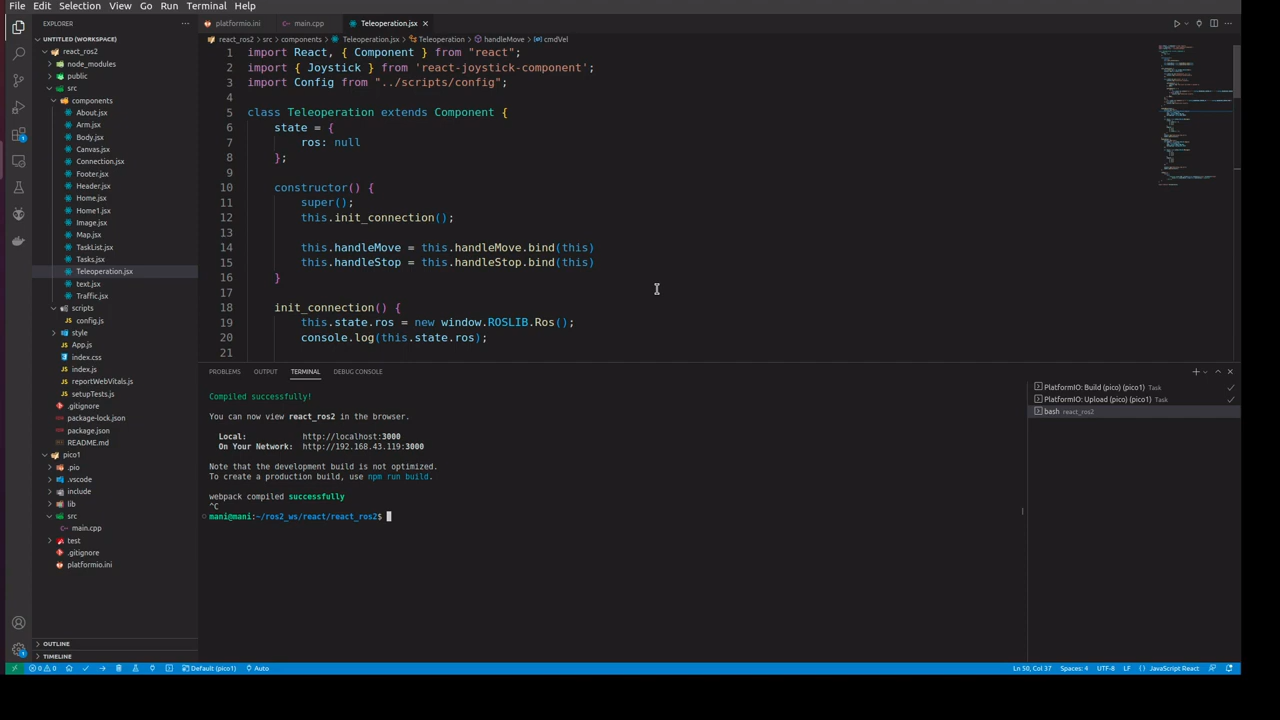 File Edit Selection View Go Run Terminal Help
EXPLORER ···
platformio.ini main.cpp Teleoperation.jsx
UNTITLED (WORKSPACE)
react_ros2
node_modules
public
src
components
About.jsx
Arm.jsx
Body.jsx
Canvas.jsx
Connection.jsx
Footer.jsx
Header.jsx
Home.jsx
Home1.jsx
Image.jsx
Map.jsx
TaskList.jsx
Tasks.jsx
Teleoperation.jsx
text.jsx
Traffic.jsx
scripts
config.js
style
App.js
index.css
index.js
reportWebVitals.js
setupTests.js
.gitignore
package-lock.json
package.json
README.md
pico1
.pio
.vscode
include
lib
src
main.cpp
test
.gitignore
platformio.ini
OUTLINE
TIMELINE
react_ros2 > src > components > Teleoperation.jsx > Teleoperation > handleMove > cmdVel
1 import React, { Component } from "react";
2 import { Joystick } from 'react-joystick-component';
3 import Config from "../scripts/config";
4
5 class Teleoperation extends Component {
6 state = {
7 ros: null
8 };
9
10 constructor() {
11 super();
12 this.init_connection();
13
14 this.handleMove = this.handleMove.bind(this)
15 this.handleStop = this.handleStop.bind(this)
16 }
17
18 init_connection() {
19 this.state.ros = new window.ROSLIB.Ros();
20 console.log(this.state.ros);
21
PROBLEMS OUTPUT TERMINAL DEBUG CONSOLE
Compiled successfully!
You can now view react_ros2 in the browser.
Local: http://localhost:3000
On Your Network: http://192.168.43.119:3000
Note that the development build is not optimized.
To create a production build, use npm run build.
webpack compiled successfully
^C
mani@mani:~/ros2_ws/react/react_ros2$
PlatformIO: Build (pico) (pico1) Task
PlatformIO: Upload (pico) (pico1) Task
bash react_ros2
0 0 Default (pico1) Auto Ln 50, Col 37 Spaces: 4 UTF-8 LF JavaScript React